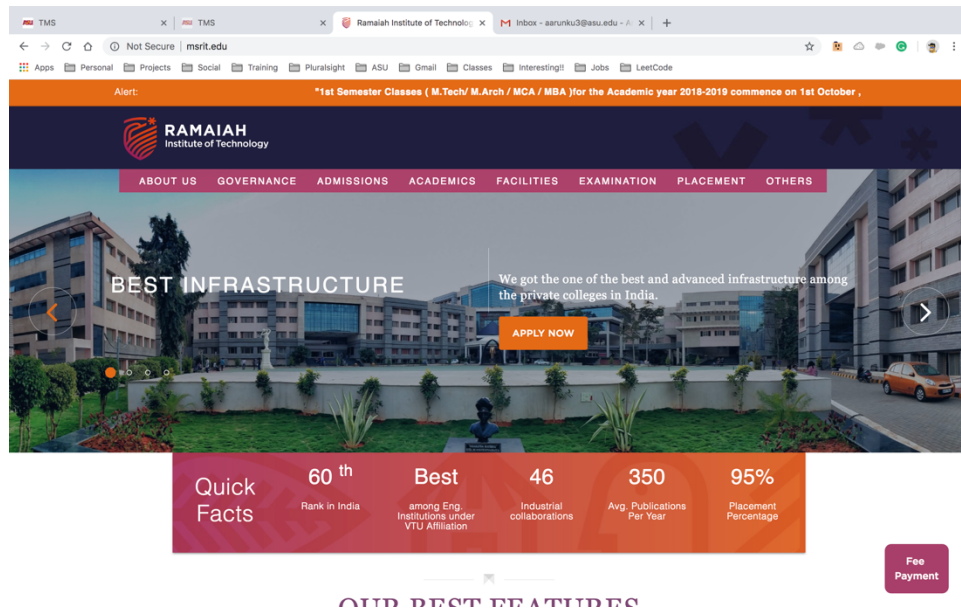 TMS
TMS
Ramaiah Institute of Technolog
Inbox - aarunku3@asu.edu - A
Not Secure | msrit.edu
Apps Personal Projects Social Training Pluralsight ASU Gmail Classes Interesting!! Jobs LeetCode
Alert: "1st Semester Classes ( M.Tech/ M.Arch / MCA / MBA )for the Academic year 2018-2019 commence on 1st October ,
RAMAIAH
Institute of Technology
ABOUT US GOVERNANCE ADMISSIONS ACADEMICS FACILITIES EXAMINATION PLACEMENT OTHERS
BEST INFRASTRUCTURE
We got the one of the best and advanced infrastructure among
the private colleges in India.
APPLY NOW
Quick
Facts
60 th
Rank in India
Best
among Eng.
Institutions under
VTU Affiliation
46
Industrial
collaborations
350
Avg. Publications
Per Year
95%
Placement
Percentage
Fee
Payment
OUR BEST FEATURES